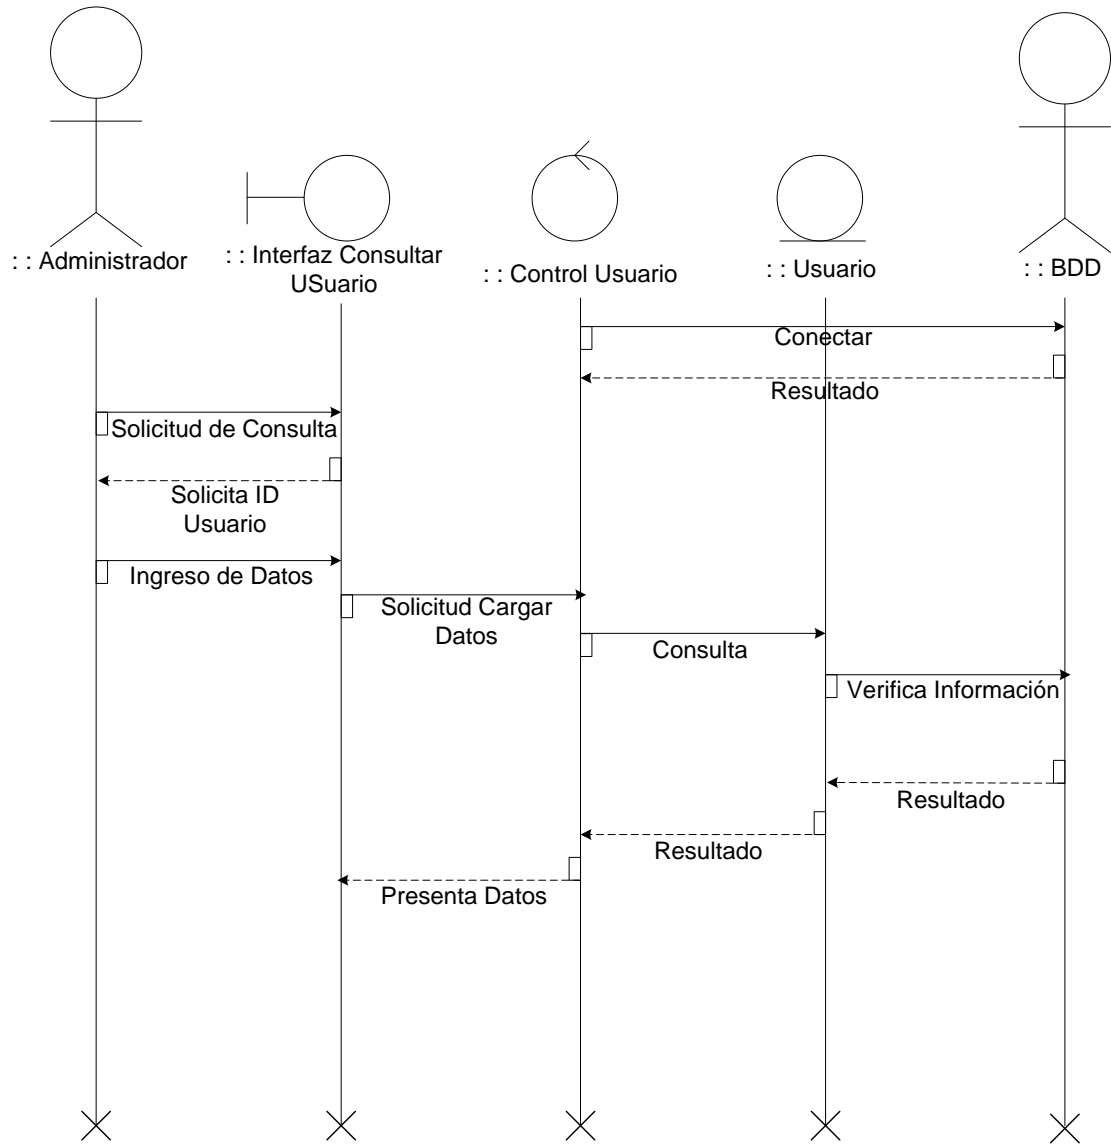 : : Administrador
: : Interfaz Consultar
USuario
: : Control Usuario
: : Usuario
: : BDD
Conectar
Resultado
Solicitud de Consulta
Solicita ID
Usuario
Ingreso de Datos
Solicitud Cargar
Datos
Consulta
Verifica Información
Resultado
Resultado
Presenta Datos